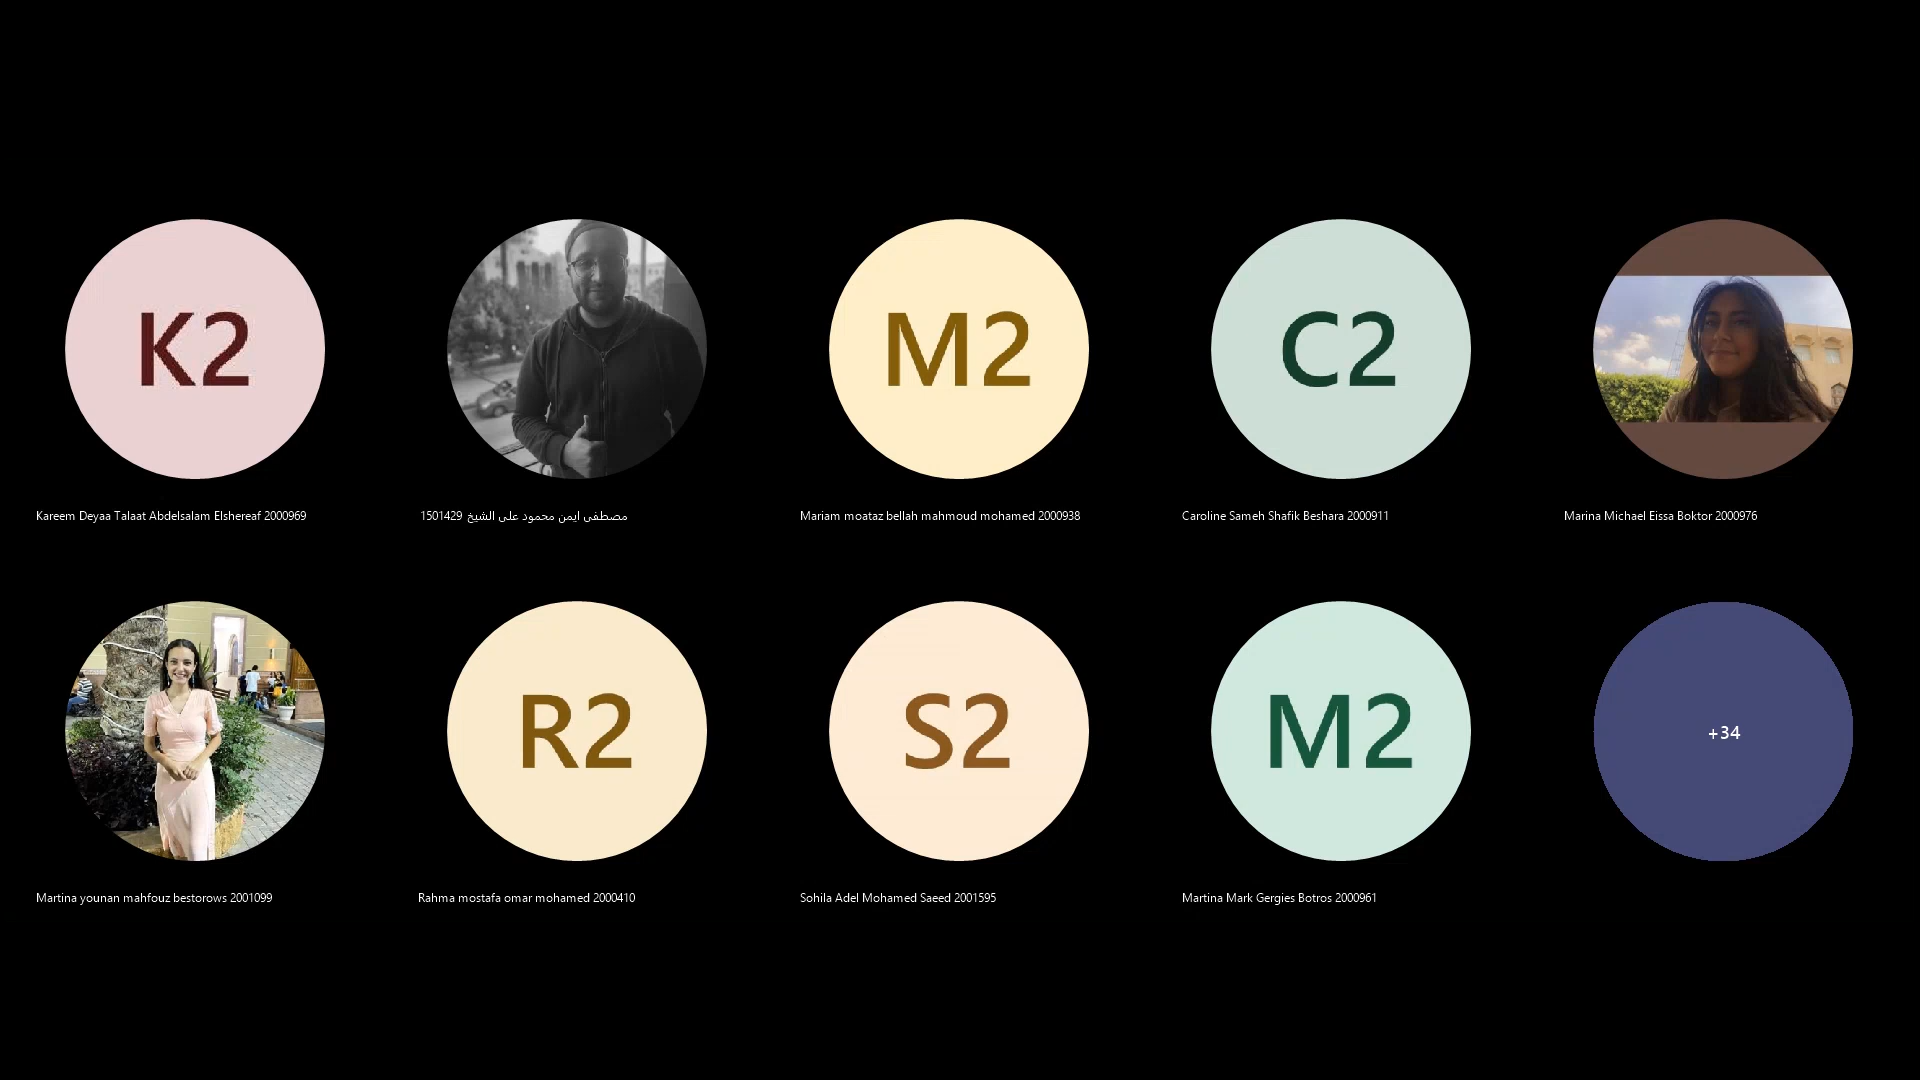 K2
M2
C2
Kareem Deyaa Talaat Abdelsalam Elshereaf 2000969
مصطفى ايمن محمود على الشيخ 1501429
Mariam moataz bellah mahmoud mohamed 2000938
Caroline Sameh Shafik Beshara 2000911
Marina Michael Eissa Boktor 2000976
R2
S2
M2
+34
Martina younan mahfouz bestorows 2001099
Rahma mostafa omar mohamed 2000410
Sohila Adel Mohamed Saeed 2001595
Martina Mark Gergies Botros 2000961